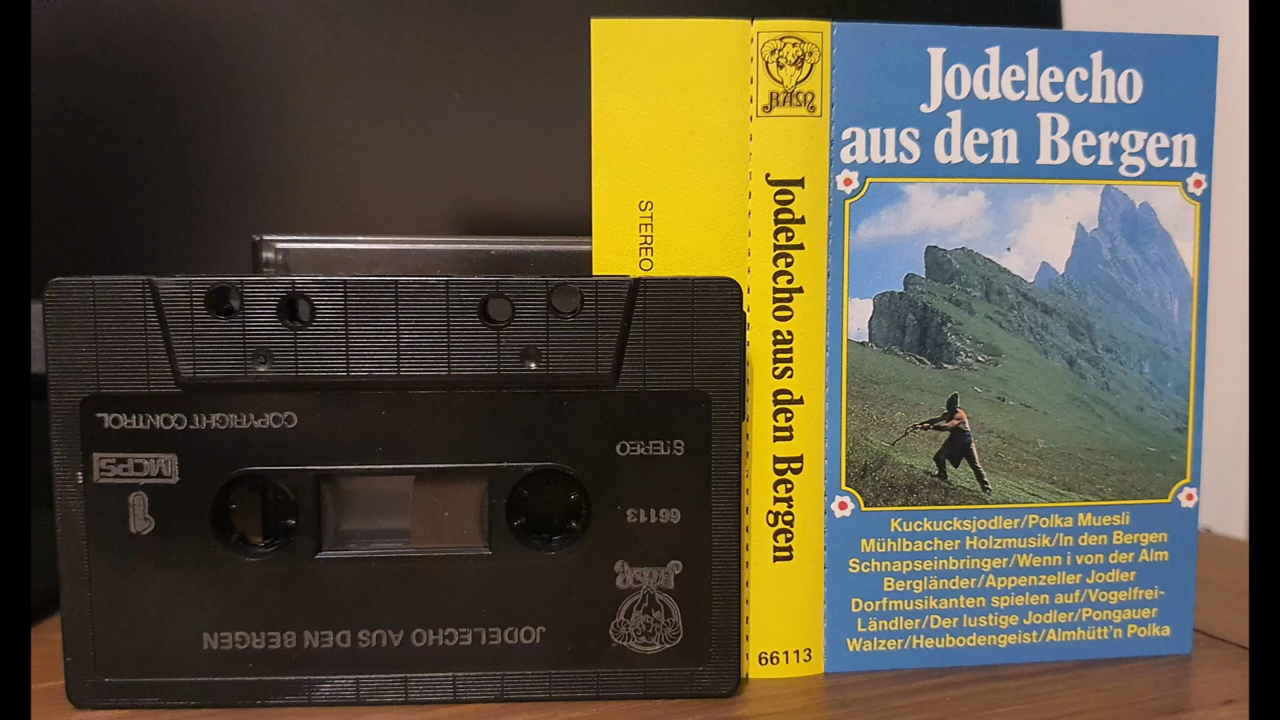 COPYRIGHT CONTROL
STEREO
MCPS
1
66113
RAM
JODELECHO AUS DEN BERGEN
STEREO
RAM
Jodelecho aus den Bergen
66113
Jodelecho
aus den Bergen
Kuckucksjodler/Polka Muesli
Mühlbacher Holzmusik/In den Bergen
Schnapseinbringer/Wenn i von der Alm
Bergländer/Appenzeller Jodler
Dorfmusikanten spielen auf/Vogelfrei-
Ländler/Der lustige Jodler/Pongauer
Walzer/Heubodengeist/Almhütt'n Polka